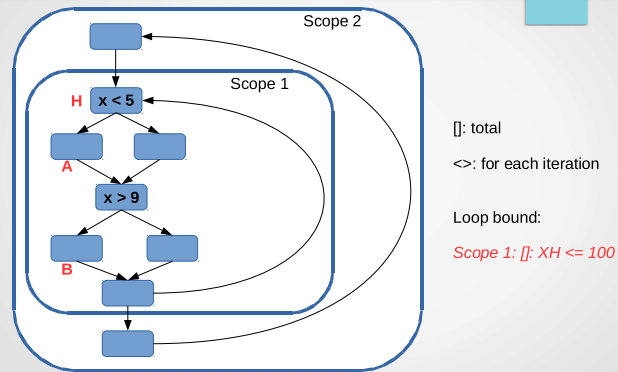 Scope 2
Scope 1
H
x < 5
A
x > 9
B
[]: total
<>: for each iteration
Loop bound:
Scope 1: []: XH <= 100